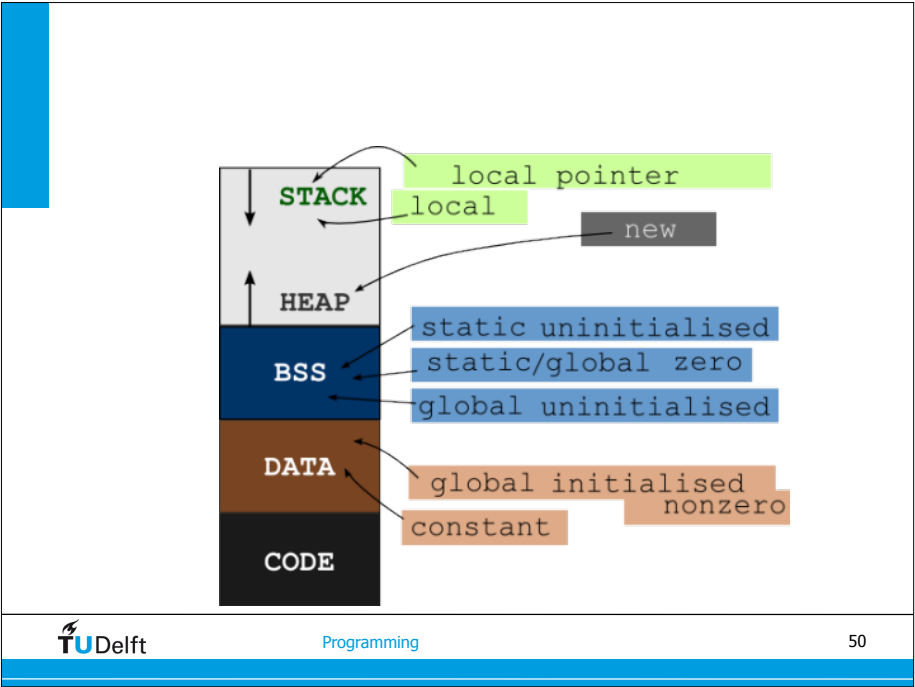 local pointer
STACK
local
new
HEAP
static uninitialised
static/global zero
BSS
global uninitialised
DATA
global initialised
nonzero
constant
CODE
TUDelft
Programming
50